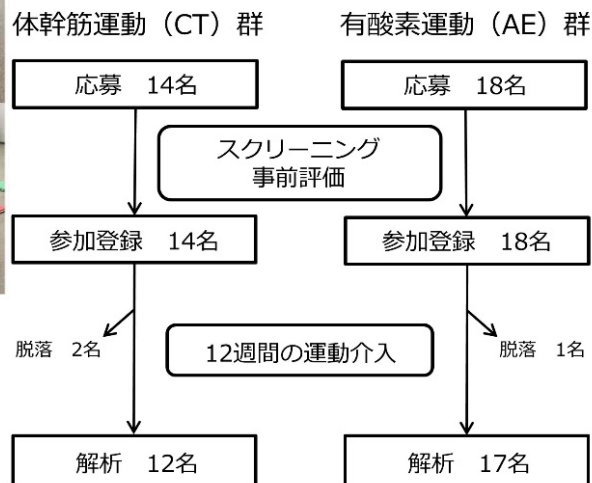 体幹筋運動（CT）群
有酸素運動（AE）群
応募　14名
応募　18名
スクリーニング
事前評価
参加登録　14名
参加登録　18名
脱落　2名
12週間の運動介入
脱落　1名
解析　12名
解析　17名